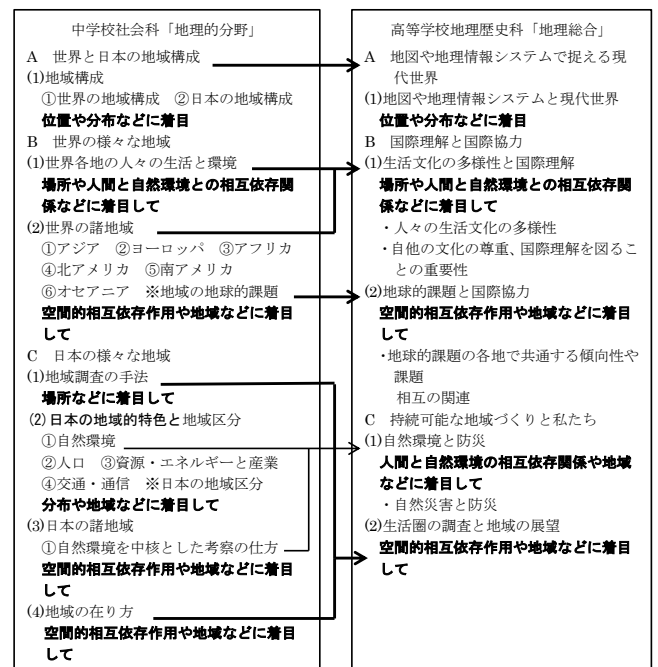 中学校社会科「地理的分野」
A 世界と日本の地域構成
(1)地域構成
①世界の地域構成 ②日本の地域構成
位置や分布などに着目
B 世界の様々な地域
(1)世界各地の人々の生活と環境
場所や人間と自然環境との相互依存関
係などに着目して
(2)世界の諸地域
①アジア ②ヨーロッパ ③アフリカ
④北アメリカ ⑤南アメリカ
⑥オセアニア ※地域の地球的課題
空間的相互依存作用や地域などに着目
して
C 日本の様々な地域
(1)地域調査の手法
場所などに着目して
(2)日本の地域的特色と地域区分
①自然環境
②人口 ③資源・エネルギーと産業
④交通・通信 ※日本の地域区分
分布や地域などに着目して
(3)日本の諸地域
①自然環境を中核とした考察の仕方
空間的相互依存作用や地域などに着目
して
(4)地域の在り方
空間的相互依存作用や地域などに着目
して
高等学校地理歴史科「地理総合」
A 地図や地理情報システムで捉える現
代世界
(1)地図や地理情報システムと現代世界
位置や分布などに着目
B 国際理解と国際協力
(1)生活文化の多様性と国際理解
場所や人間と自然環境との相互依存関
係などに着目して
・人々の生活文化の多様性
・自他の文化の尊重、国際理解を図るこ
との重要性
(2)地球的課題と国際協力
空間的相互依存作用や地域などに着目
して
・地球的課題の各地で共通する傾向性や
課題
相互の関連
C 持続可能な地域づくりと私たち
(1)自然環境と防災
人間と自然環境の相互依存関係や地域
などに着目して
・自然災害と防災
(2)生活圏の調査と地域の展望
空間的相互依存作用や地域などに着目
して